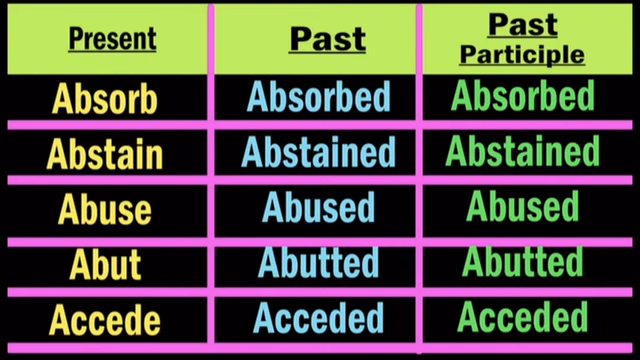 Present Past Past Participle
Absorb Absorbed Absorbed
Abstain Abstained Abstained
Abuse Abused Abused
Abut Abutted Abutted
Accede Acceded Acceded